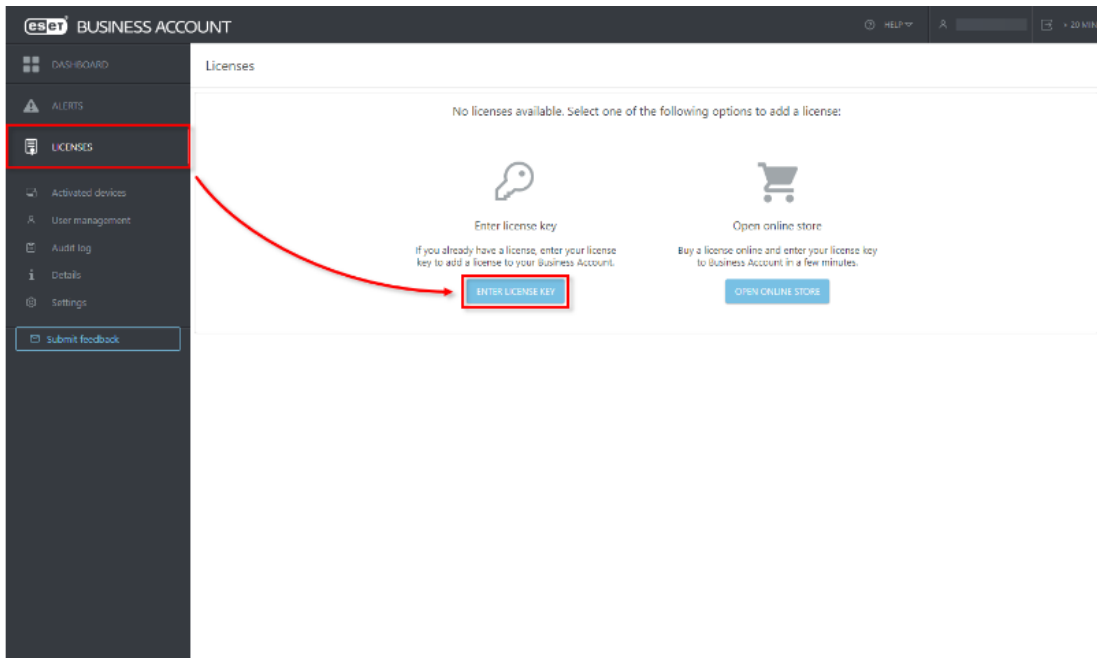 eset BUSINESS ACCOUNT
HELP
> 20 MIN
DASHBOARD
Licenses
ALERTS
No licenses available. Select one of the following options to add a license:
LICENSES
Activated devices
User management
Audit log
Details
Settings
Submit feedback
Enter license key
If you already have a license, enter your license
key to add a license to your Business Account.
ENTER LICENSE KEY
Open online store
Buy a license online and enter your license key
to Business Account in a few minutes.
OPEN ONLINE STORE